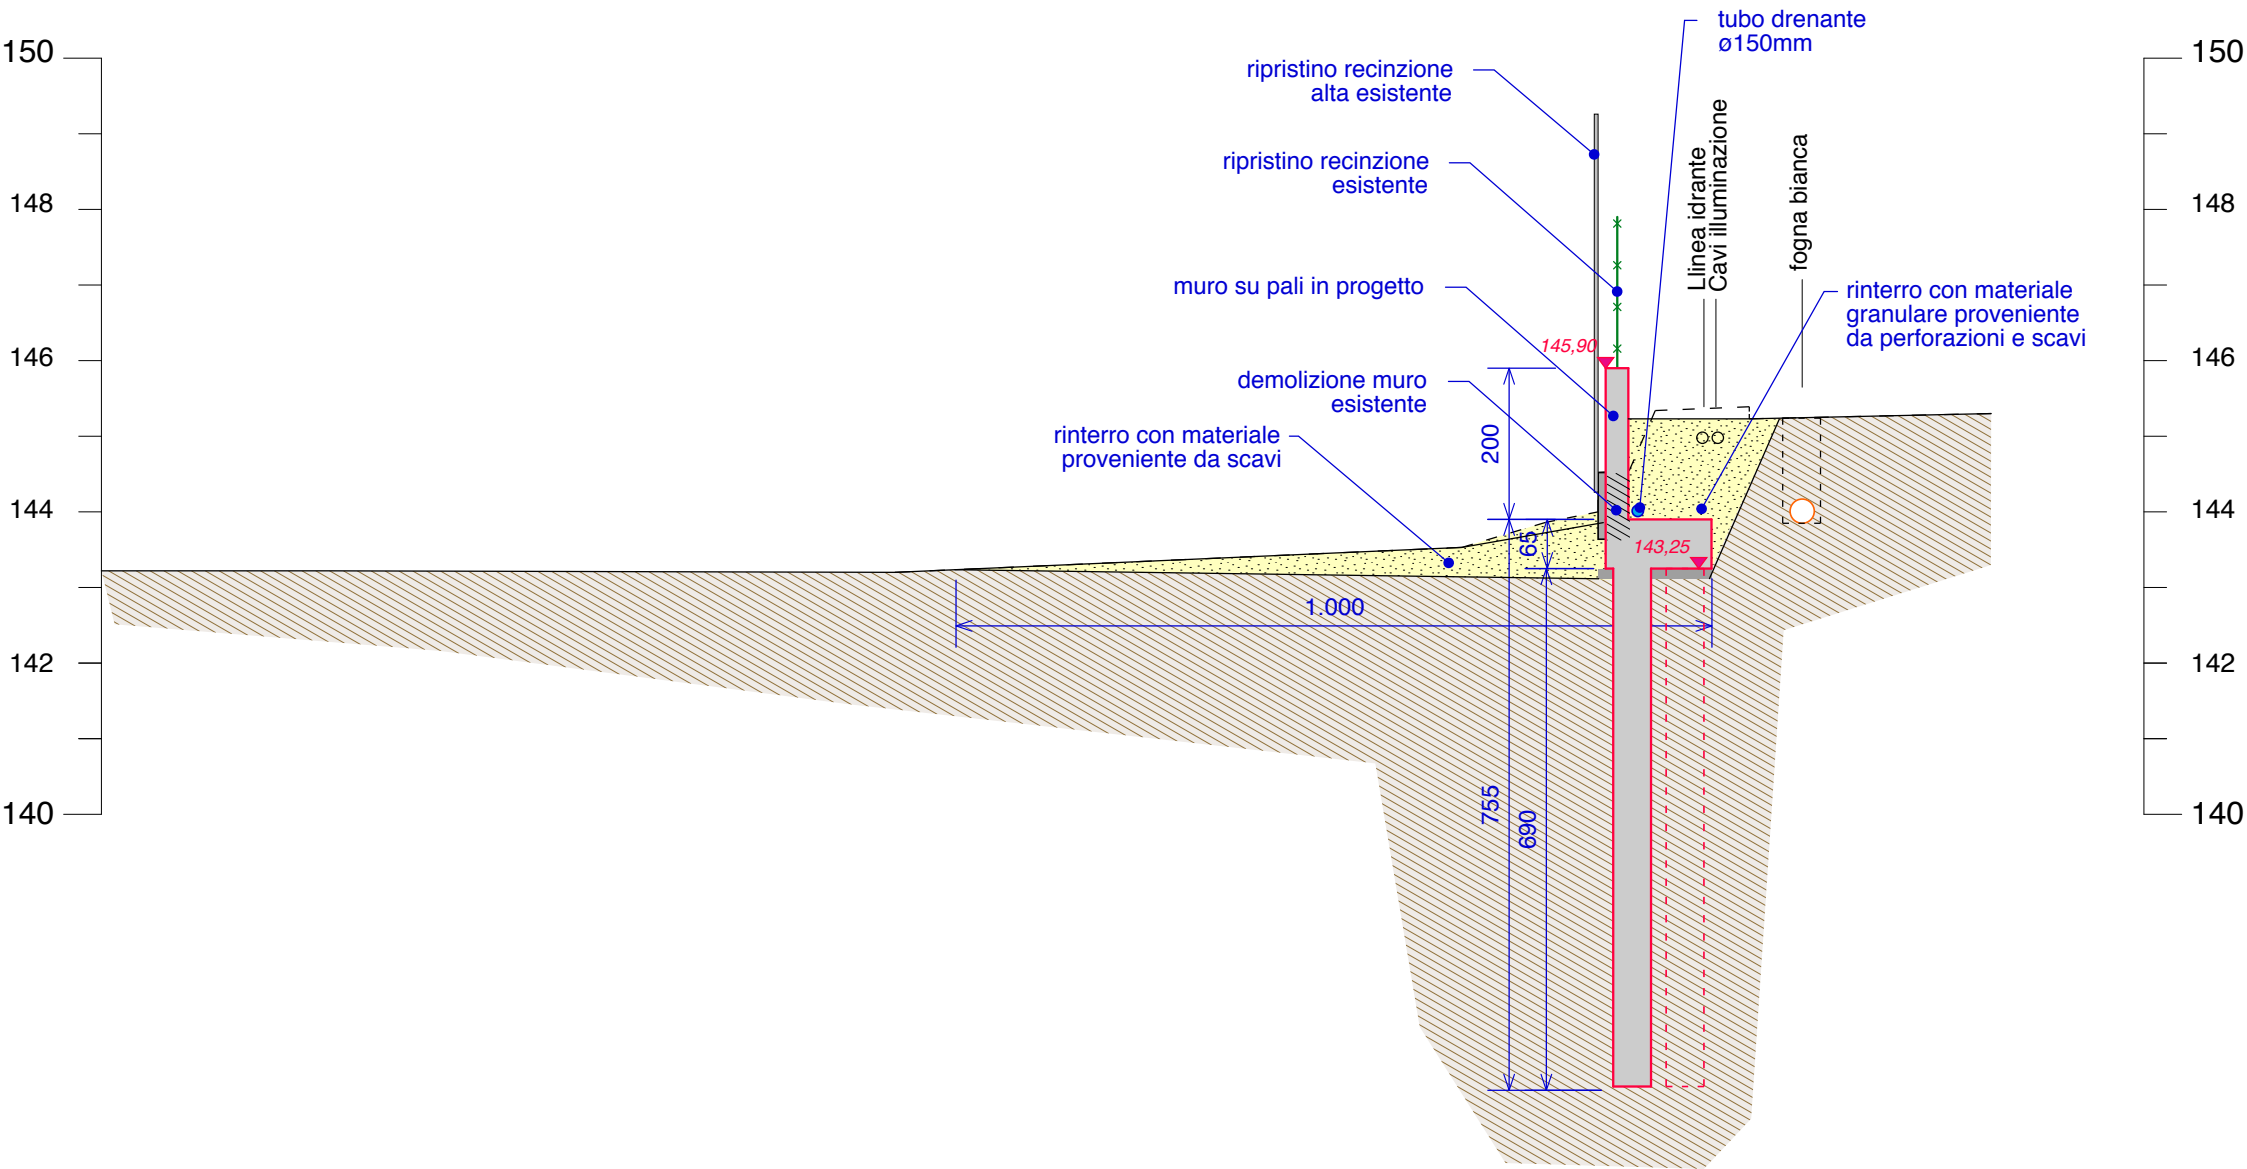 tubo drenante
ø150mm
150
150
ripristino recinzione
alta esistente
Llinea idrante
Cavi illuminazione
fogna bianca
ripristino recinzione
esistente
148
148
muro su pali in progetto
rinterro con materiale
granulare proveniente
da perforazioni e scavi
145,90
146
146
demolizione muro
esistente
rinterro con materiale
proveniente da scavi
200
144
144
65
143,25
1.000
142
142
755
690
140
140